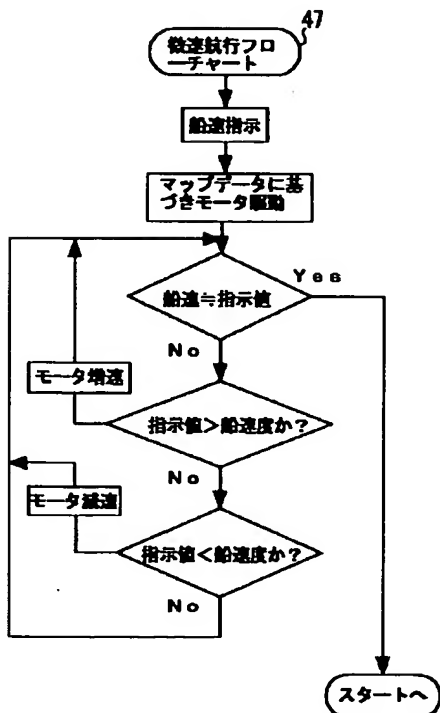 47
微速航行フロ
ーチャート
船速指示
マップデータに基
づきモータ駆動
船速≒指示値
Yes
No
モータ増速
指示値>船速度か?
No
モータ減速
指示値<船速度か?
No
スタートへ